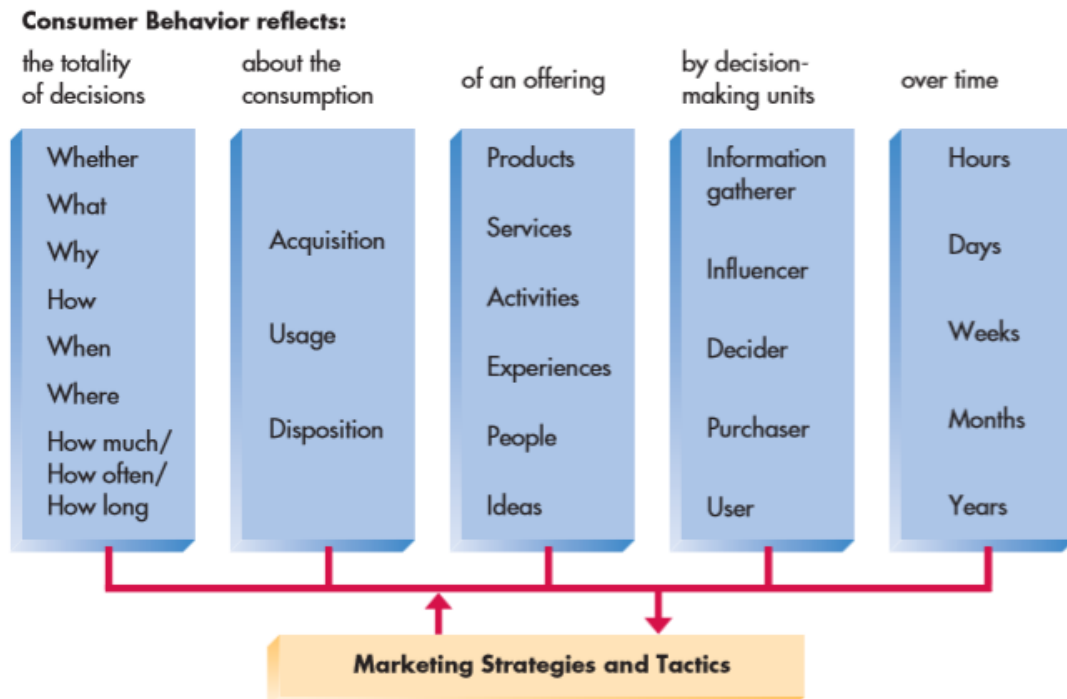 Consumer Behavior reflects:
the totality
of decisions
about the
consumption
of an offering
by decision-
making units
over time
Whether
What
Why
How
When
Where
How much/
How often/
How long
Acquisition
Usage
Disposition
Products
Services
Activities
Experiences
People
Ideas
Information
gatherer
Influencer
Decider
Purchaser
User
Hours
Days
Weeks
Months
Years
Marketing Strategies and Tactics